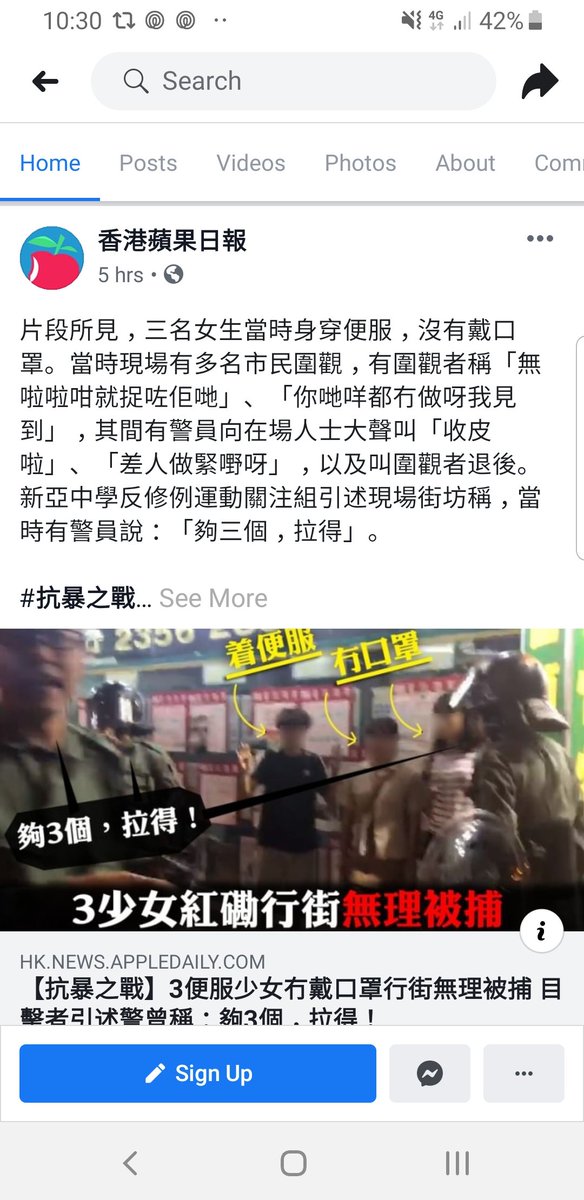 10:30
4G
42%
Search
Home Posts Videos Photos About Com
香港蘋果日報
5 hrs
片段所見，三名女生當時身穿便服，沒有戴口
罩。當時現場有多名市民圍觀，有圍觀者稱「無
啦啦咁就捉咗佢哋」、「你哋咩都冇做呀我見
到」，其間有警員向在場人士大聲叫「收皮
啦」、「差人做緊嘢呀」，以及叫圍觀者退後。
新亞中學反修例運動關注組引述現場街坊稱，當
時有警員說：「夠三個，拉得」。
#抗暴之戰... See More
2356
着便服
冇口罩
夠3個，拉得！
3少女紅磡行街無理被捕
HK.NEWS.APPLEDAILY.COM
【抗暴之戰】3便服少女冇戴口罩行街無理被捕 目
擊者引述警曾稱：夠3個，拉得！
Sign Up